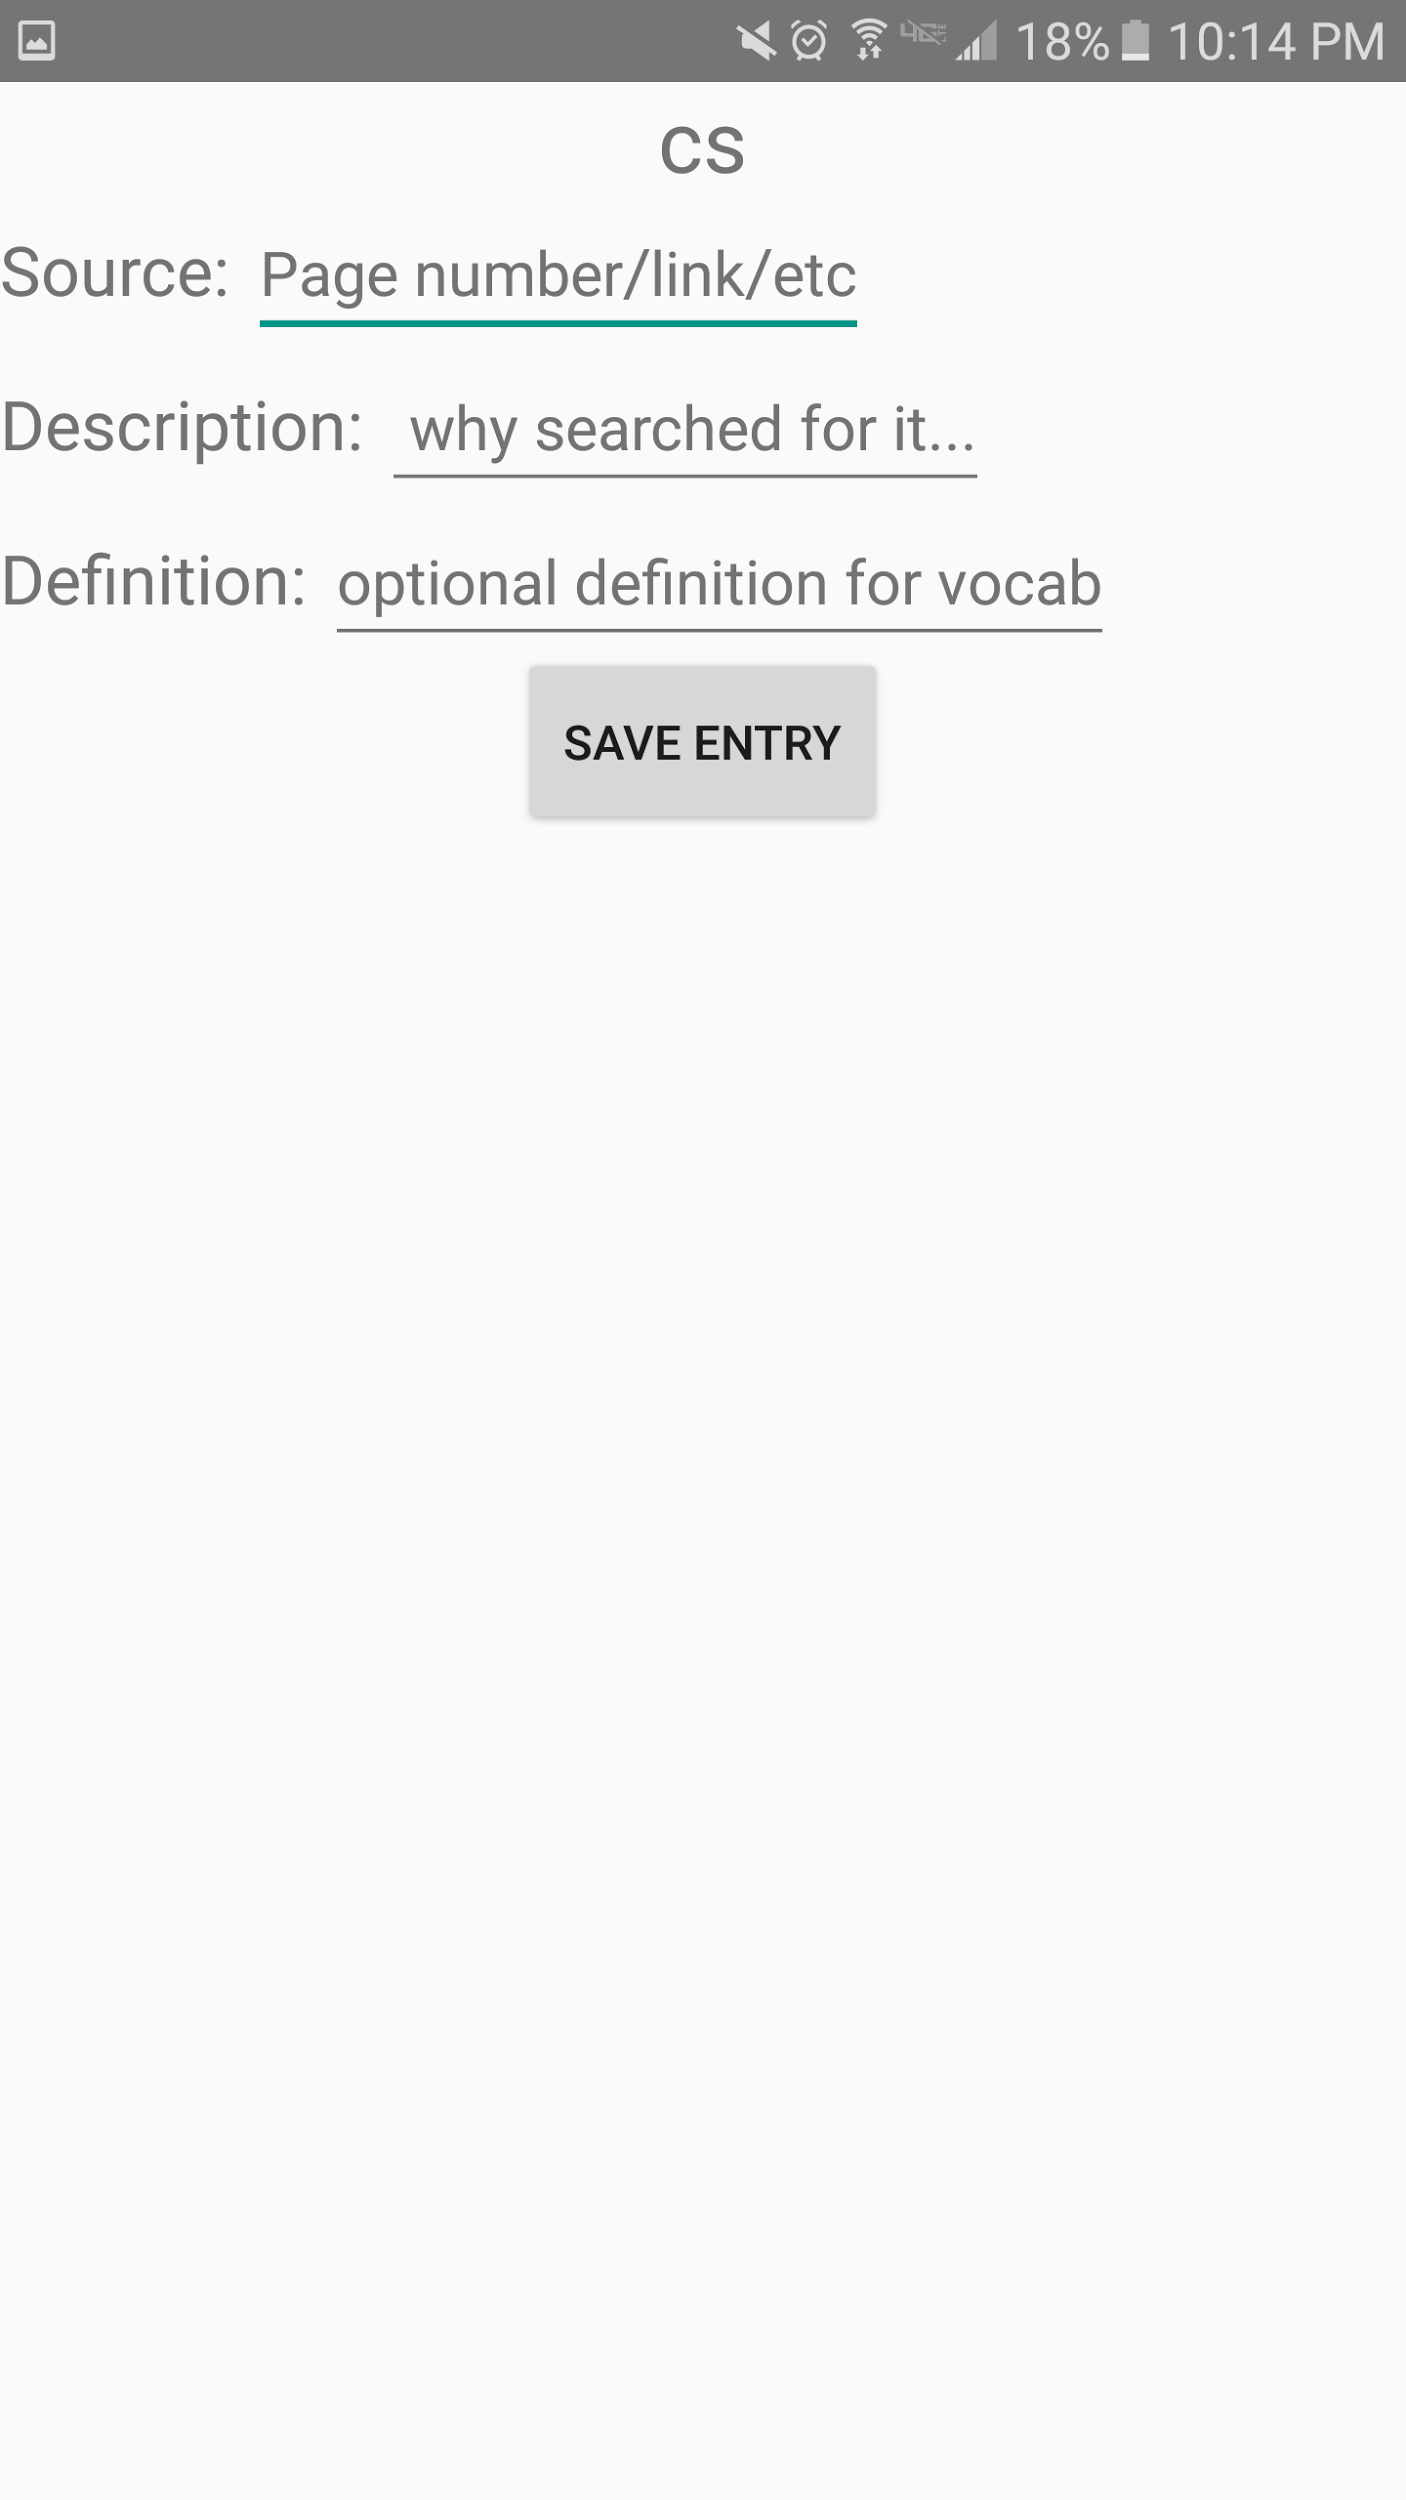 18% 10:14 PM
CS
Source: Page number/link/etc
Description: why searched for it...
Definition: optional definition for vocab
SAVE ENTRY